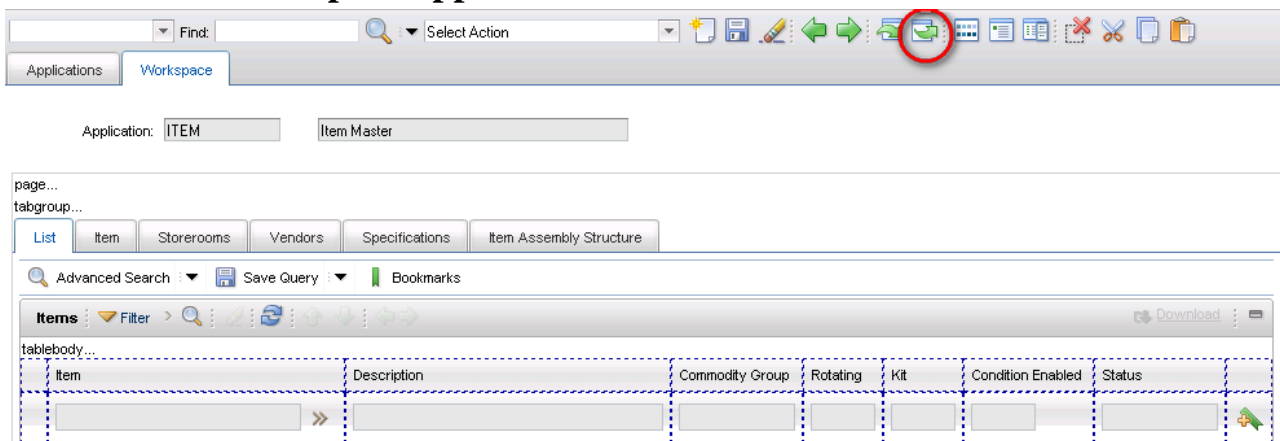 Find: Select Action
Applications Workspace
Application: ITEM Item Master
page...
tabgroup...
List Item Storerooms Vendors Specifications Item Assembly Structure
Advanced Search Save Query Bookmarks
Items Filter Download
tablebody...
Item Description Commodity Group Rotating Kit Condition Enabled Status